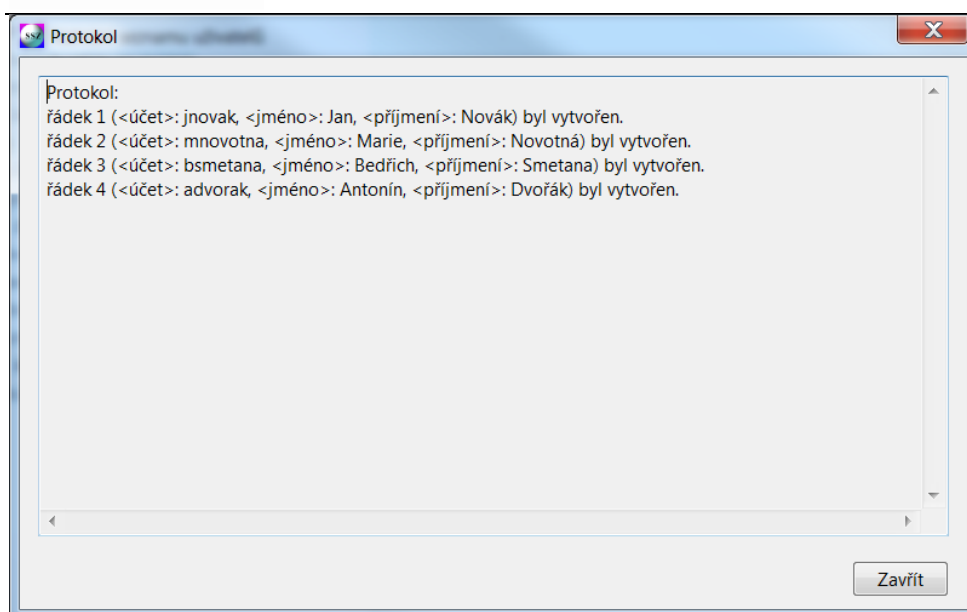 Protokol
Protokol:
řádek 1 (<účet>: jnovak, <jméno>: Jan, <příjmení>: Novák) byl vytvořen.
řádek 2 (<účet>: mnovotna, <jméno>: Marie, <příjmení>: Novotná) byl vytvořen.
řádek 3 (<účet>: bsmetana, <jméno>: Bedřich, <příjmení>: Smetana) byl vytvořen.
řádek 4 (<účet>: advorak, <jméno>: Antonín, <příjmení>: Dvořák) byl vytvořen.
Zavřít